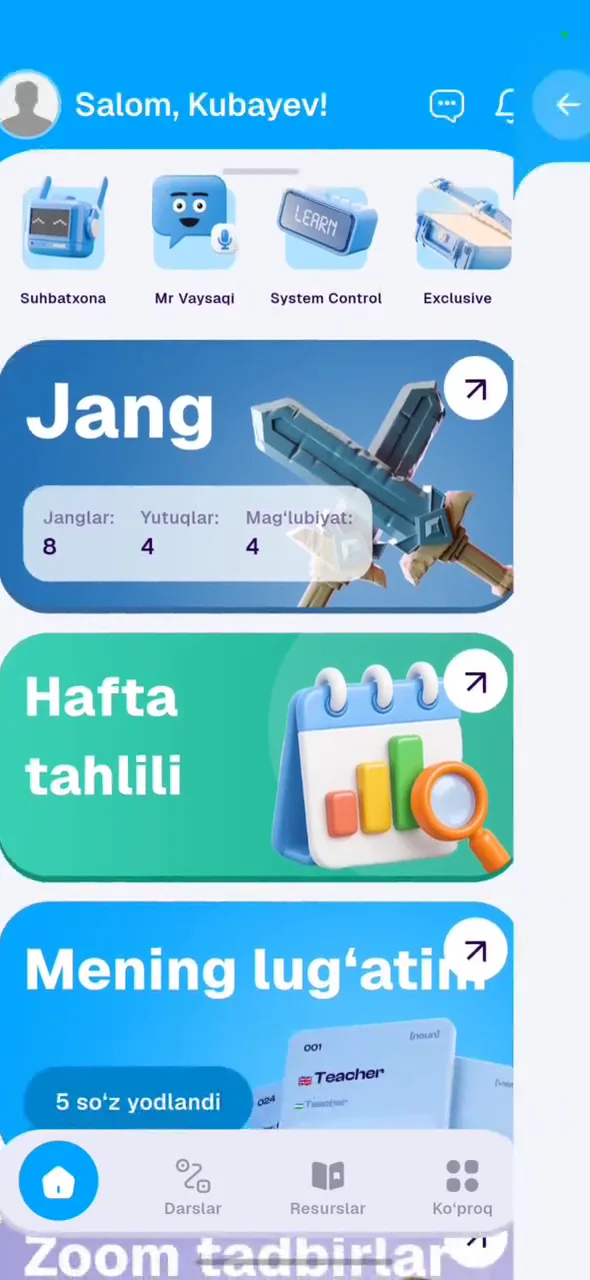 Salom, Kubayev!
LEARN
Suhbatxona
Mr Vaysaqi
System Control
Exclusive
Jang
Janglar: Yutuqlar: Mag‘lubiyat:
8 4 4
Hafta
tahlili
Mening lug‘atim
001
[noun]
Teacher
Teacher
024
5 so‘z yodlandi
Darslar
Resurslar
Ko‘proq
Zoom tadbirlar